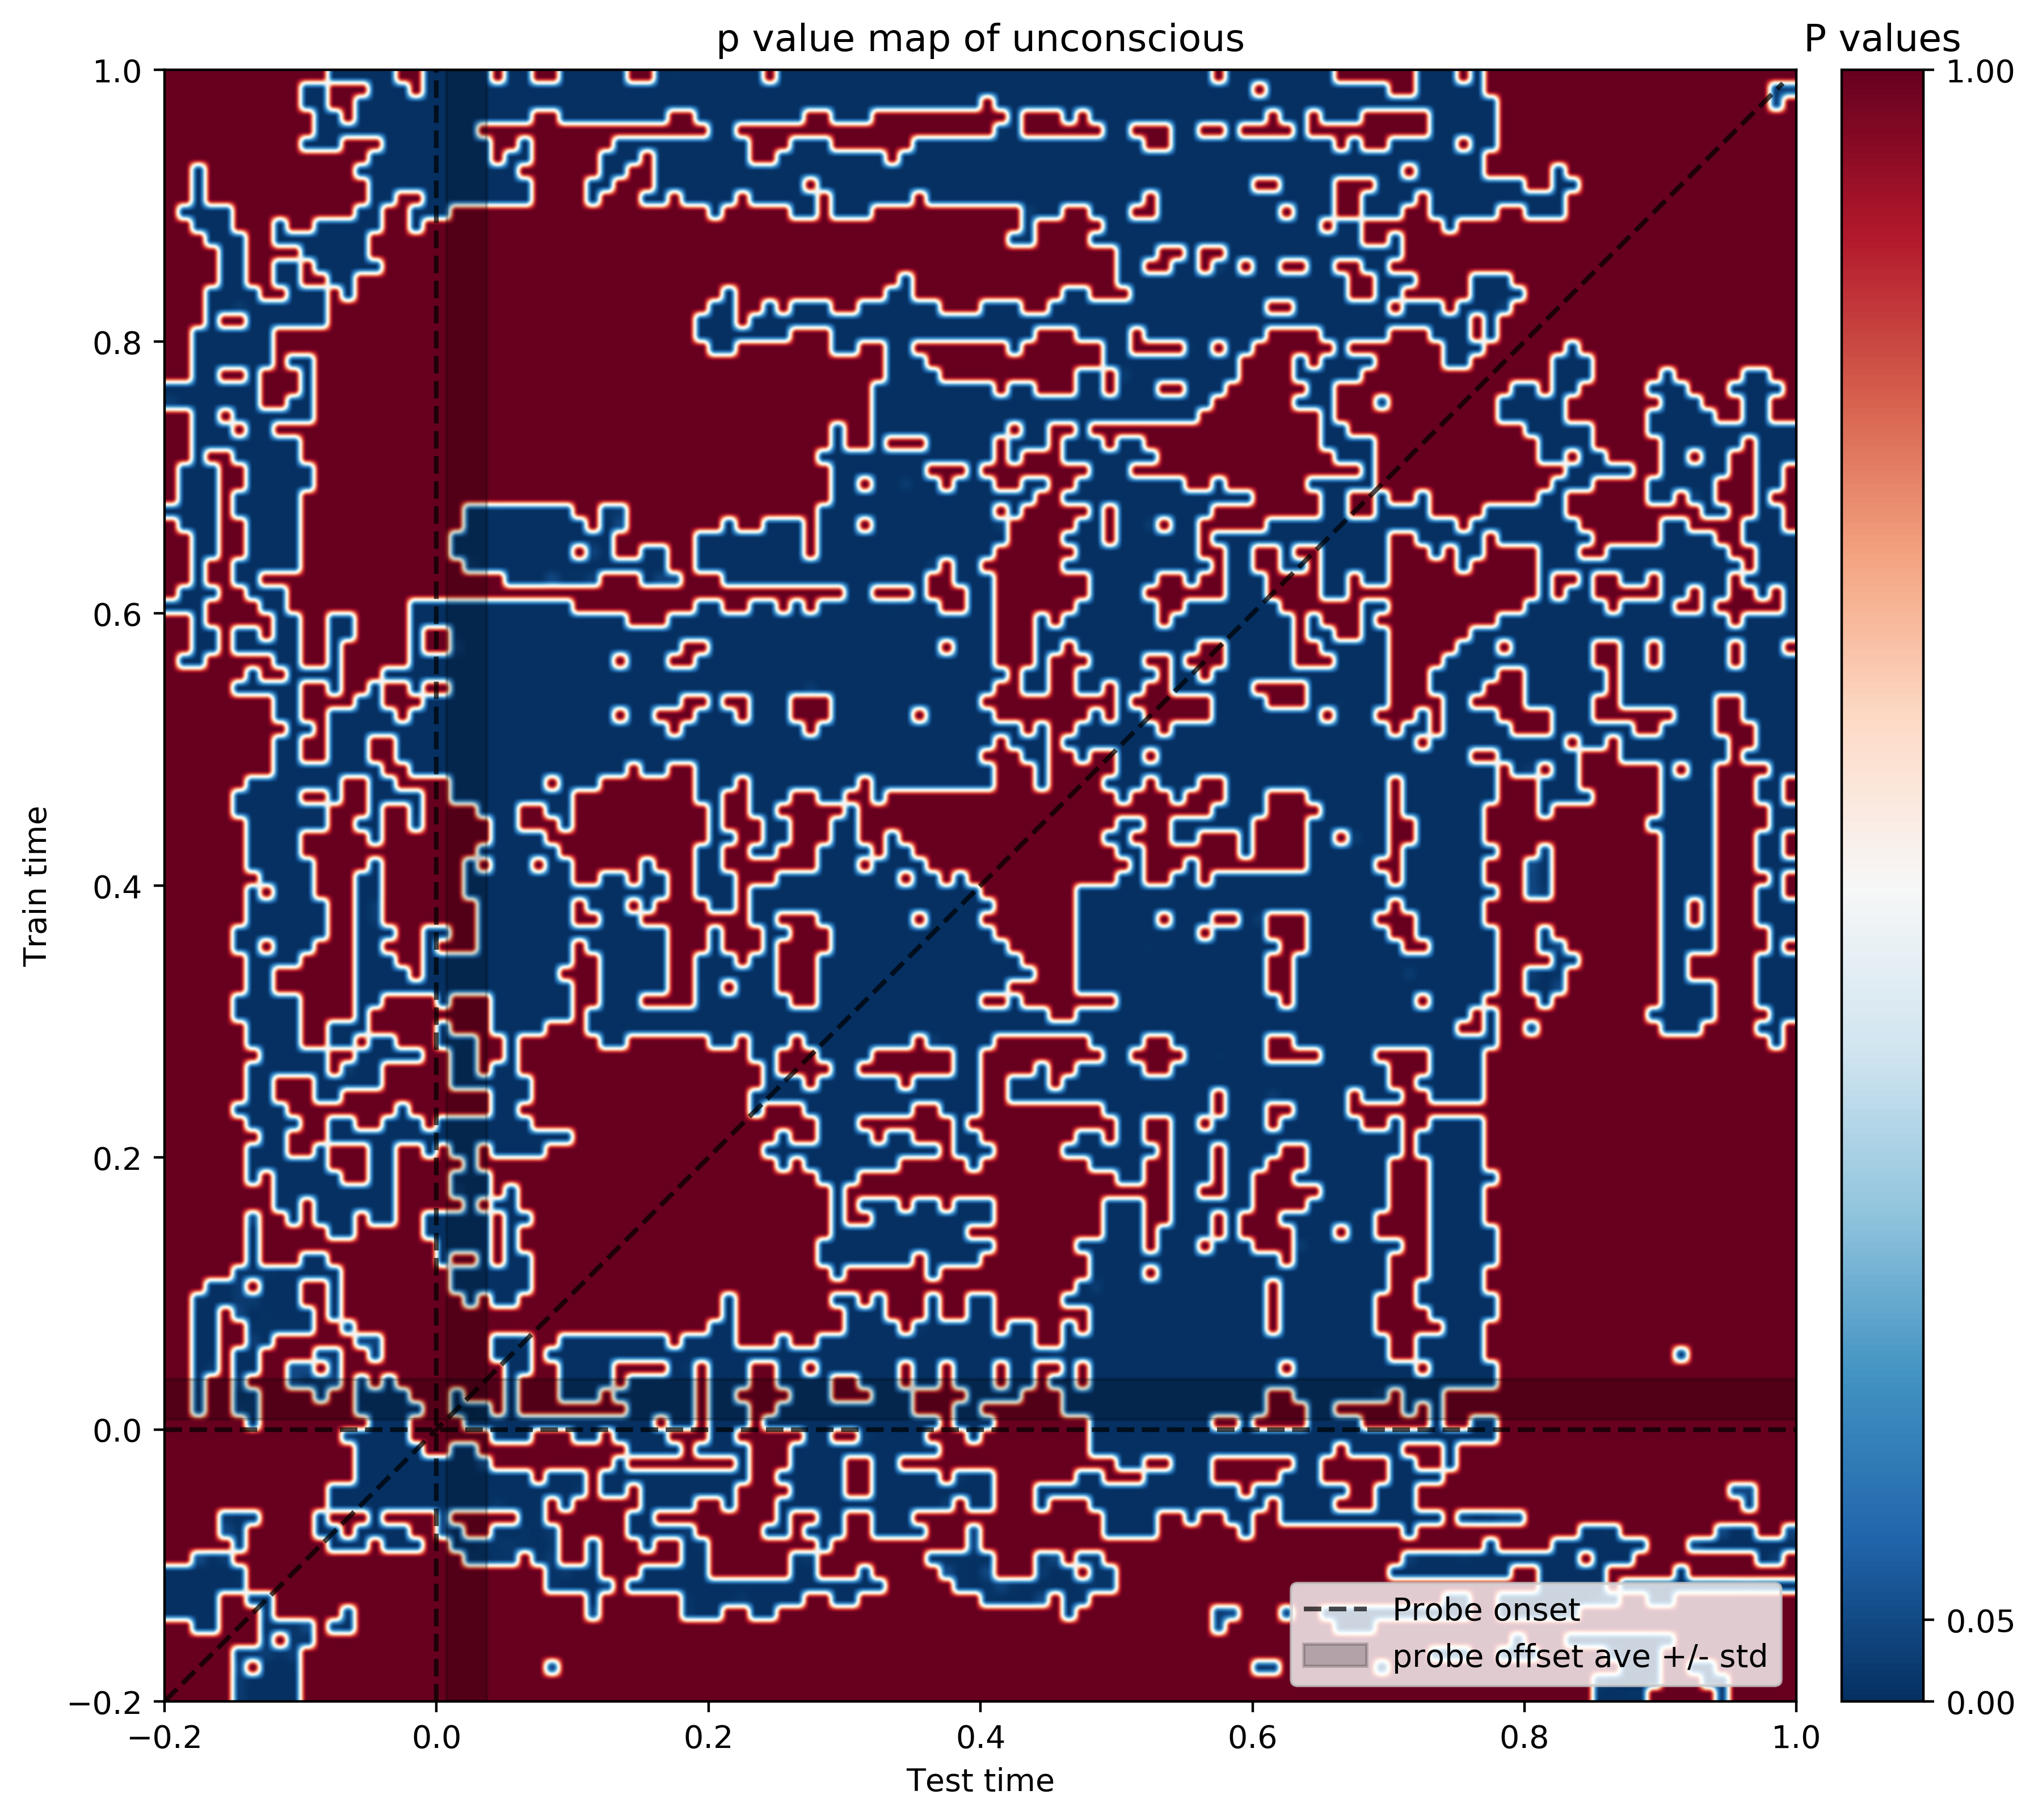 p value map of unconscious
P values
1.0
0.8
0.6
0.4
0.2
0.0
−0.2
Train time
−0.2
0.0
0.2
0.4
0.6
0.8
1.0
Test time
Probe onset
probe offset ave +/- std
1.00
0.05
0.00